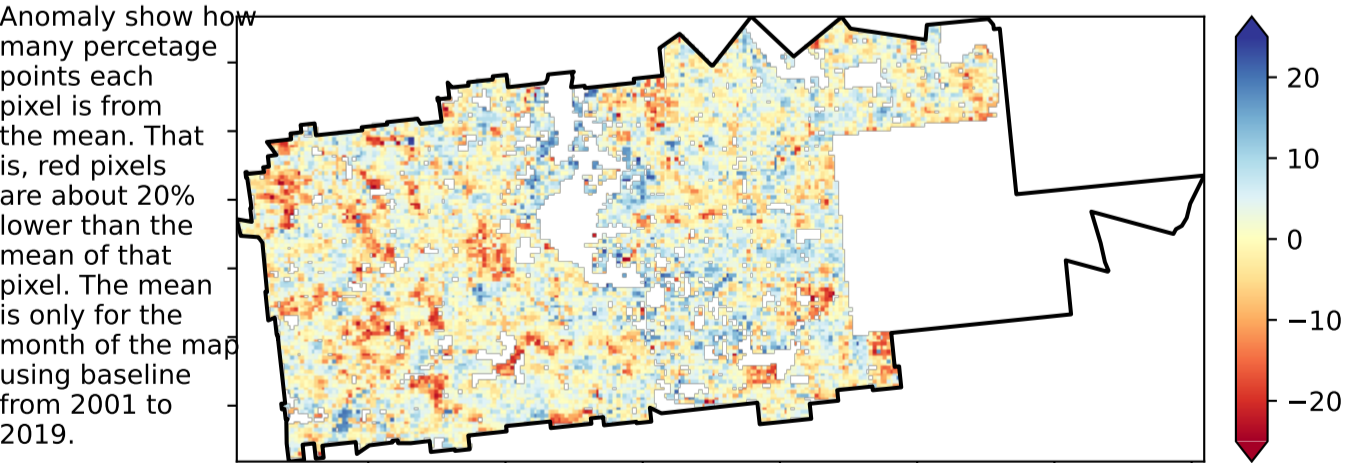 Anomaly show how
many percetage
points each
pixel is from
the mean. That
is, red pixels
are about 20%
lower than the
mean of that
pixel. The mean
is only for the
month of the map
using baseline
from 2001 to
2019.
20
10
0
−10
−20